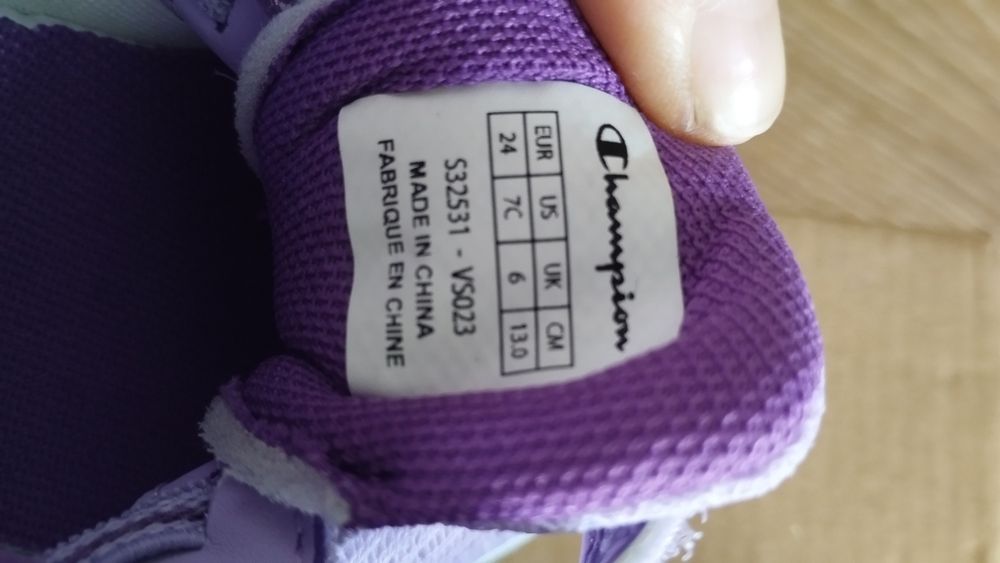 Champion
EUR US UK CM
24 7C 6 13.0
S32531 - VS023
MADE IN CHINA
FABRIQUE EN CHINE